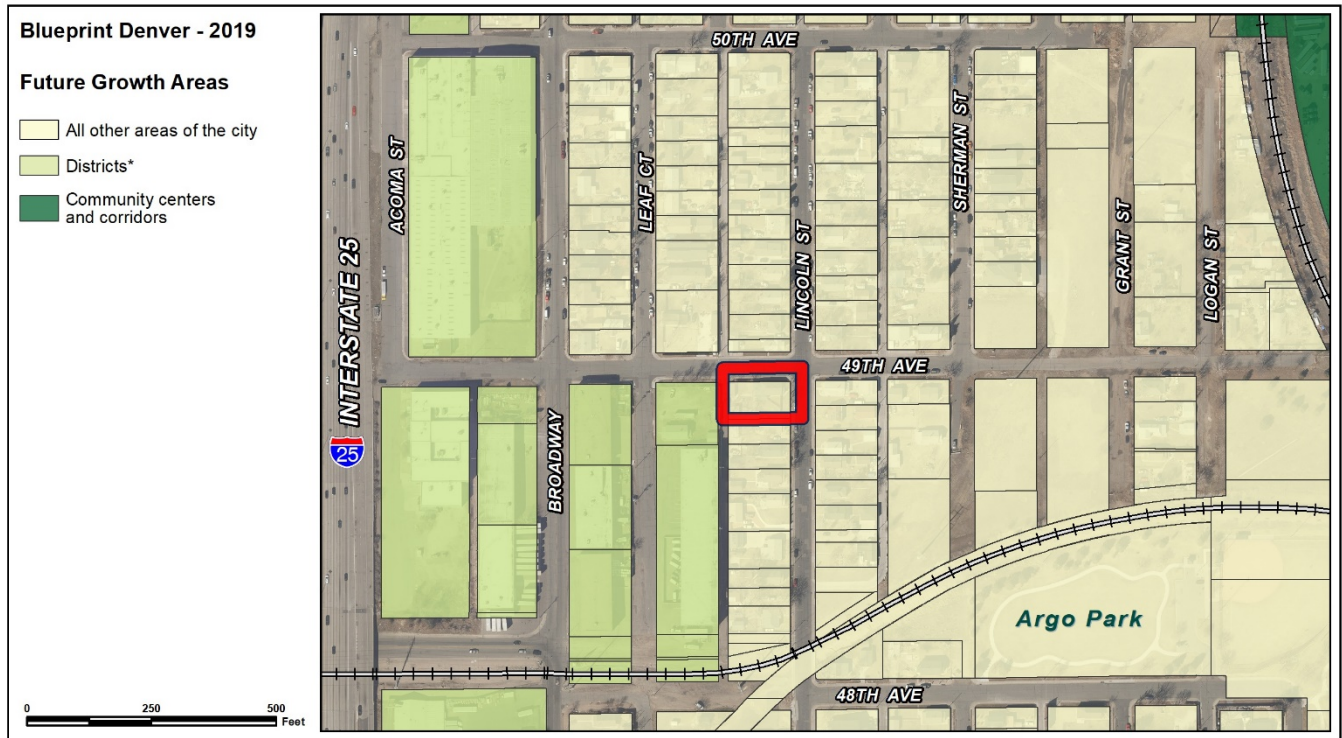 Blueprint Denver - 2019
Future Growth Areas
All other areas of the city
Districts*
Community centers
and corridors
0 250 500
Feet
50TH AVE
ACOMA ST
LEAF CT
LINCOLN ST
SHERMAN ST
GRANT ST
LOGAN ST
INTERSTATE 25
49TH AVE
25
BROADWAY
Argo Park
48TH AVE